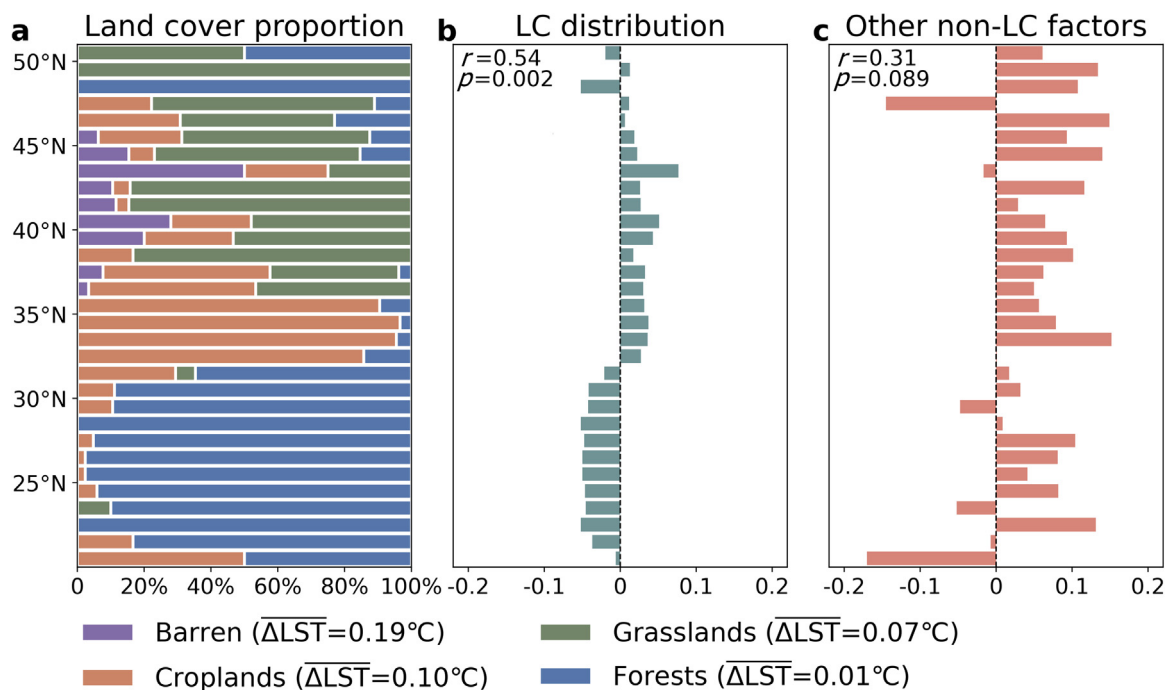 a Land cover proportion
b LC distribution
c Other non-LC factors
50°N
45°N
40°N
35°N
30°N
25°N
r=0.54
p=0.002
r=0.31
p=0.089
0 20% 40% 60% 80% 100%
-0.2 -0.1 0 0.1 0.2
-0.2 -0.1 0 0.1 0.2
Barren (ΔLST=0.19°C)
Grasslands (ΔLST=0.07°C)
Croplands (ΔLST=0.10°C)
Forests (ΔLST=0.01°C)